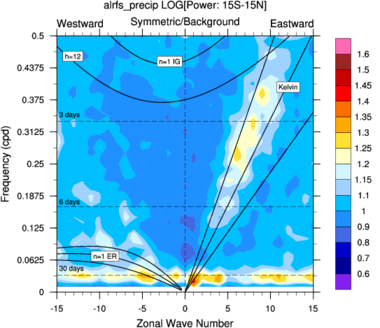 alrfs_precip LOG[Power: 15S-15N]
Westward Symmetric/Background Eastward
Frequency (cpd)
0.5
0.4375
0.375
0.3125
0.25
0.1875
0.125
0.0625
0
h=12
n=1 IG
Kelvin
3 days
6 days
n=1 ER
30 days
-15 -10 -5 0 5 10 15
Zonal Wave Number
1.6
1.5
1.45
1.4
1.35
1.3
1.25
1.2
1.15
1.1
1
0.9
0.8
0.7
0.6